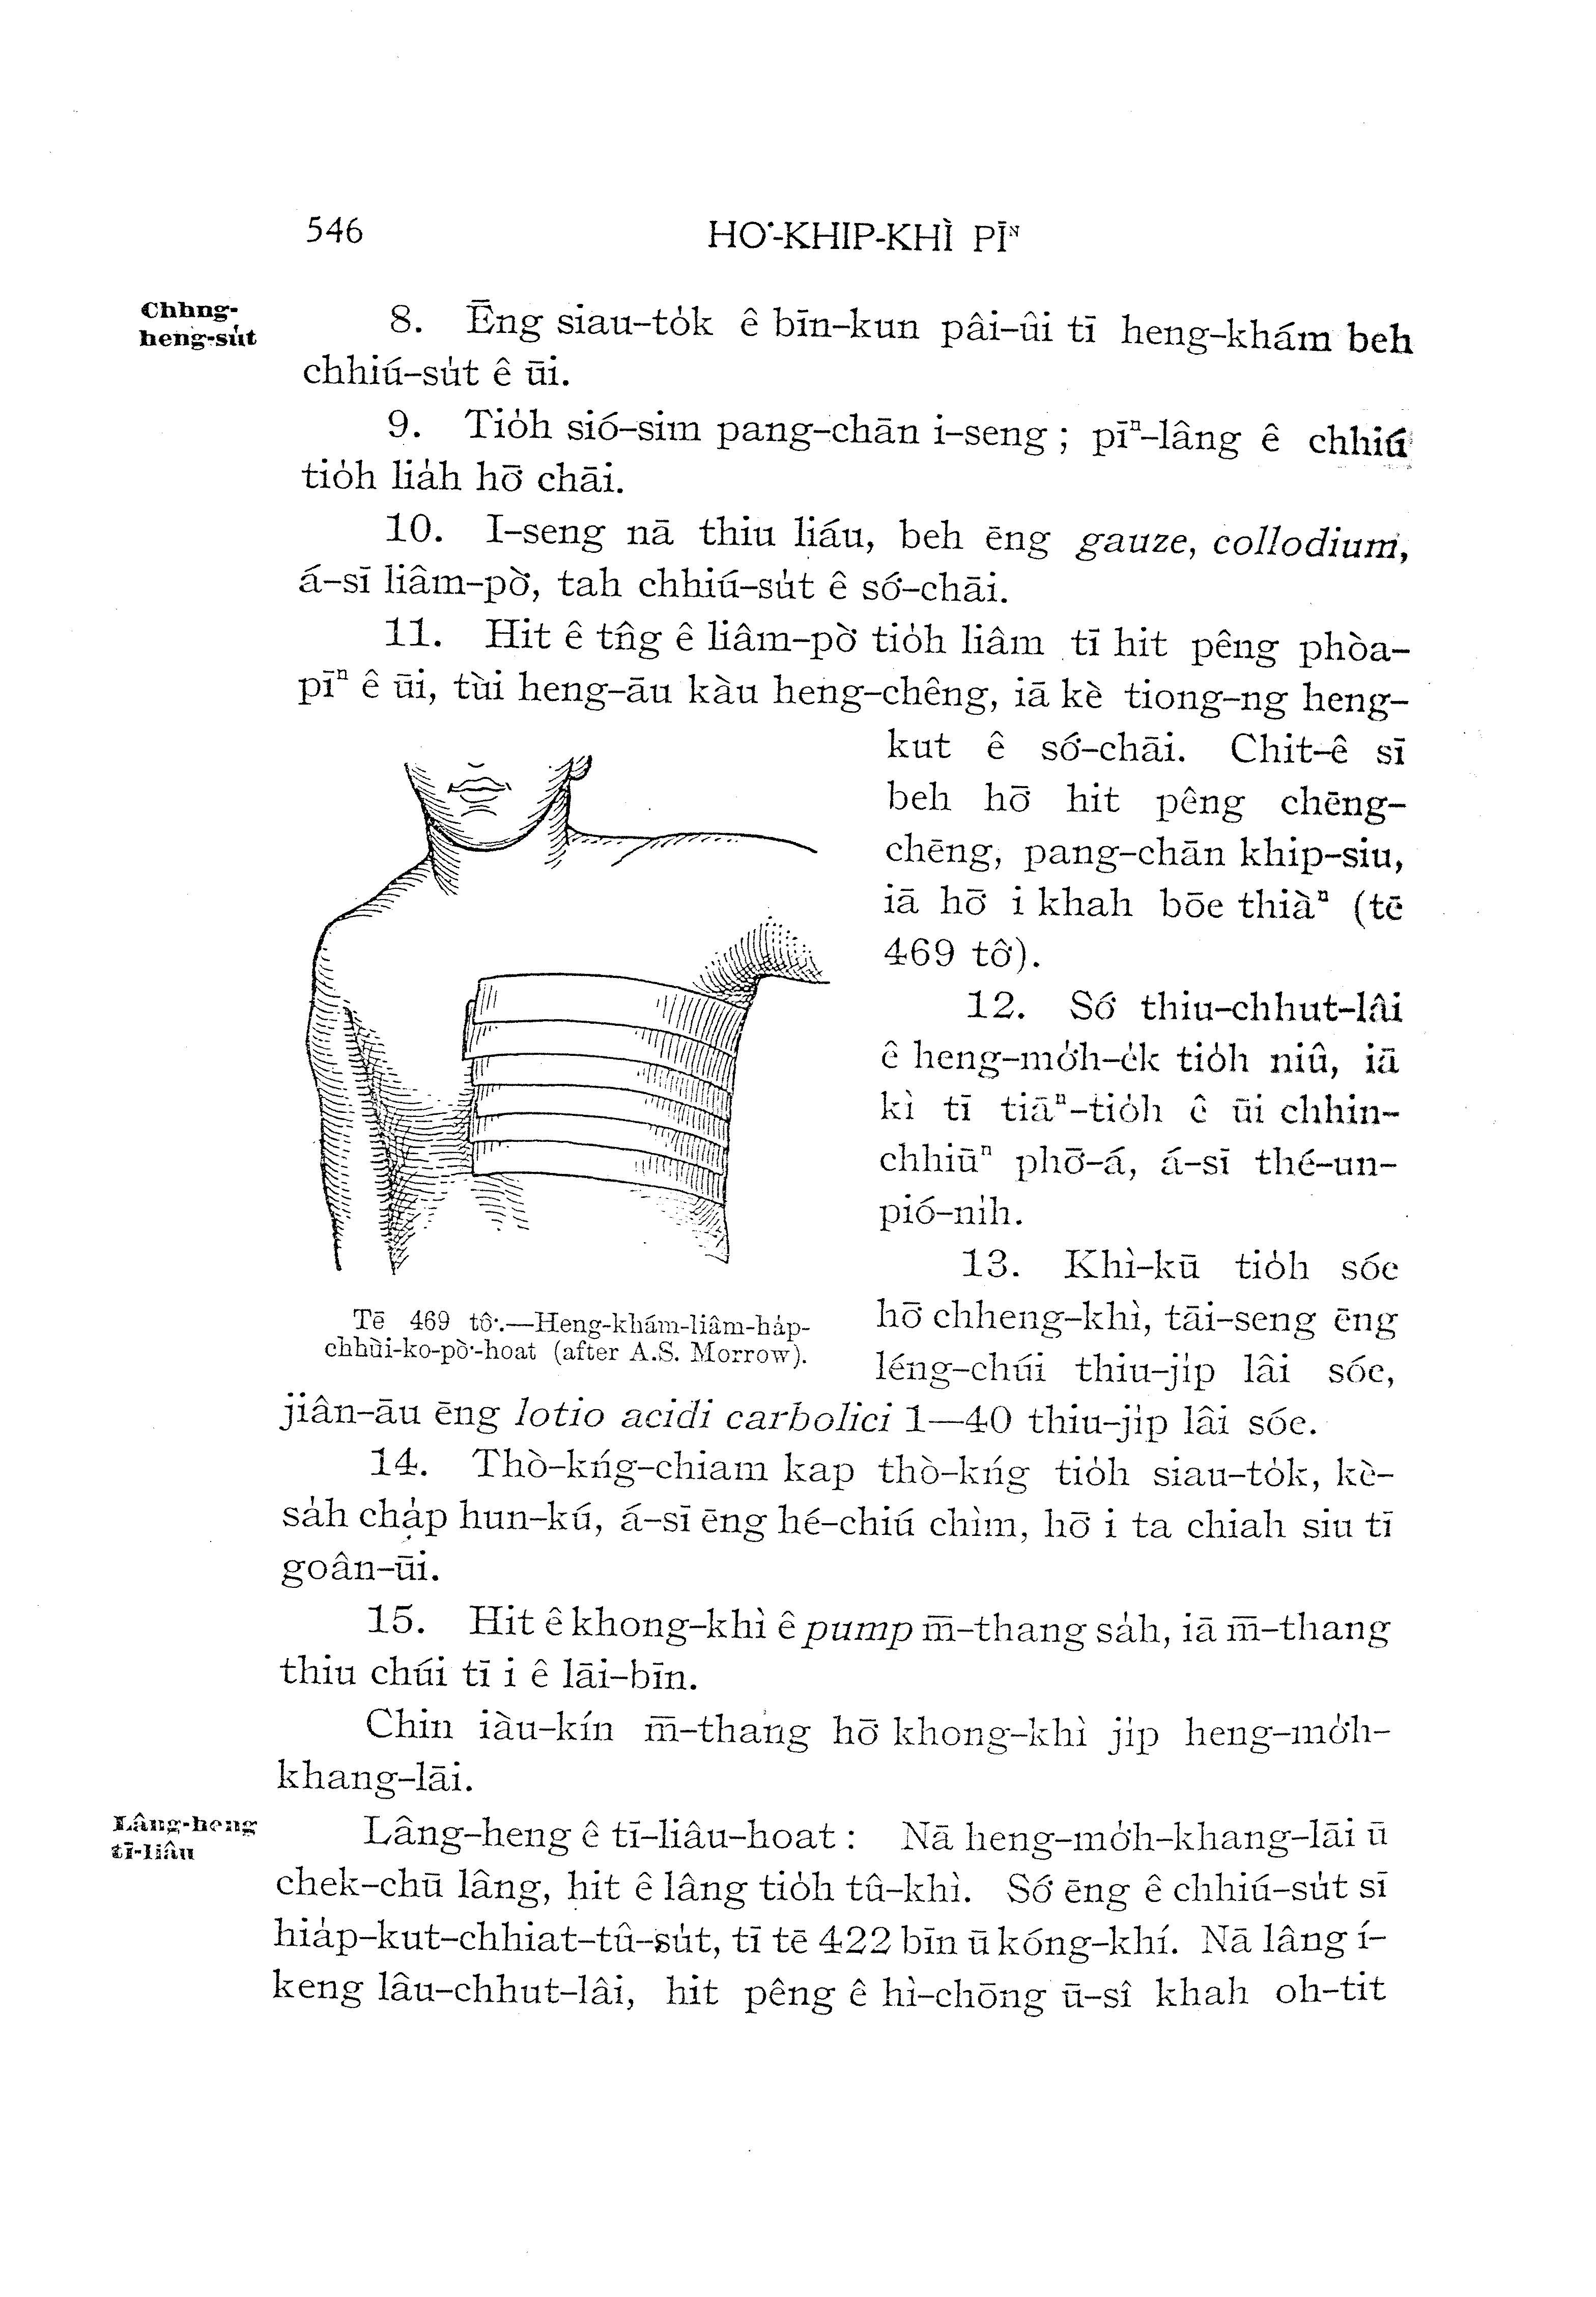 546 HO͘-KHIP-KHÌ PĪᴺ
Chhng-
heng-su̍t
8. Ēng siau-to̍k ê bīn-kun pâi-ûi tī heng-khám beh
chhiú-su̍t ê ūi.
9. Tio̍h sió-sim pang-chān i-seng; pīⁿ-lâng ê chhiú
tio̍h lia̍h hō͘ chāi.
10. I-seng nā thiu liáu, beh ēng gauze, collodium,
á-sī liâm-pò͘, tah chhiú-su̍t ê só͘-chāi.
11. Hit ê tn̂g ê liâm-pò͘ tio̍h liâm tī hit pêng phòa-
pīⁿ ê ūi, tùi heng-āu kàu heng-chêng, iā kè tiong-ng heng-
kut ê só͘-chāi. Chit-ê sī
beh hō͘ hit pêng chēng-
chēng, pang-chān khip-siu,
iā hō͘ i khah bōe thiàⁿ (tē
469 tô͘).
Tē 469 tô͘.—Heng-khám-liâm-ha̍p-
chhùi-ko-pò͘-hoat (after A.S. Morrow).
12. Só͘ thiu-chhut-lâi
ê heng-mo̍͘h-e̍k tio̍h niû, iā
kì tī tiāⁿ-tio̍h ê ūi chhin-
chhiūⁿ phō͘-á, á-sī thé-un-
pió-nih.
13. Khì-kū tio̍h sóe
hō͘ chheng-khì, tāi-seng ēng
léng-chúi thiu-ji̍p lâi sóe,
jiân-āu ēng lotio acidi carbolici 1—40 thiu-ji̍p lâi sóe.
14. Thò-kńg-chiam kap thò-kńg tio̍h siau-to̍k, kè-
sa̍h cha̍p hun-kú, á-sī ēng hé-chiú chìm, hō͘ i ta chiah siu tī
goân-ūi.
15. Hit ê khong-khì ê pump m̄-thang sa̍h, iā m̄-thang
thiu chúi tī i ê lāi-bīn.
Chin iàu-kín m̄-thang hō͘ khong-khì ji̍p heng-mo̍͘h-
khang-lāi.
Lâng-heng
tī-liâu
Lâng-heng ê tī-liâu-hoat: Nā heng-mo̍͘h-khang-lāi ū
chek-chū lâng, hit ê lâng tio̍h tû-khì. Só͘ ēng ê chhiú-su̍t sī
hia̍p-kut-chhiat-tû-su̍t, tī tē 422 bīn ū kóng-khí. Nā lâng í-
keng lâu-chhut-lâi, hit pêng ê hì-chōng ū-sî khah oh-tit